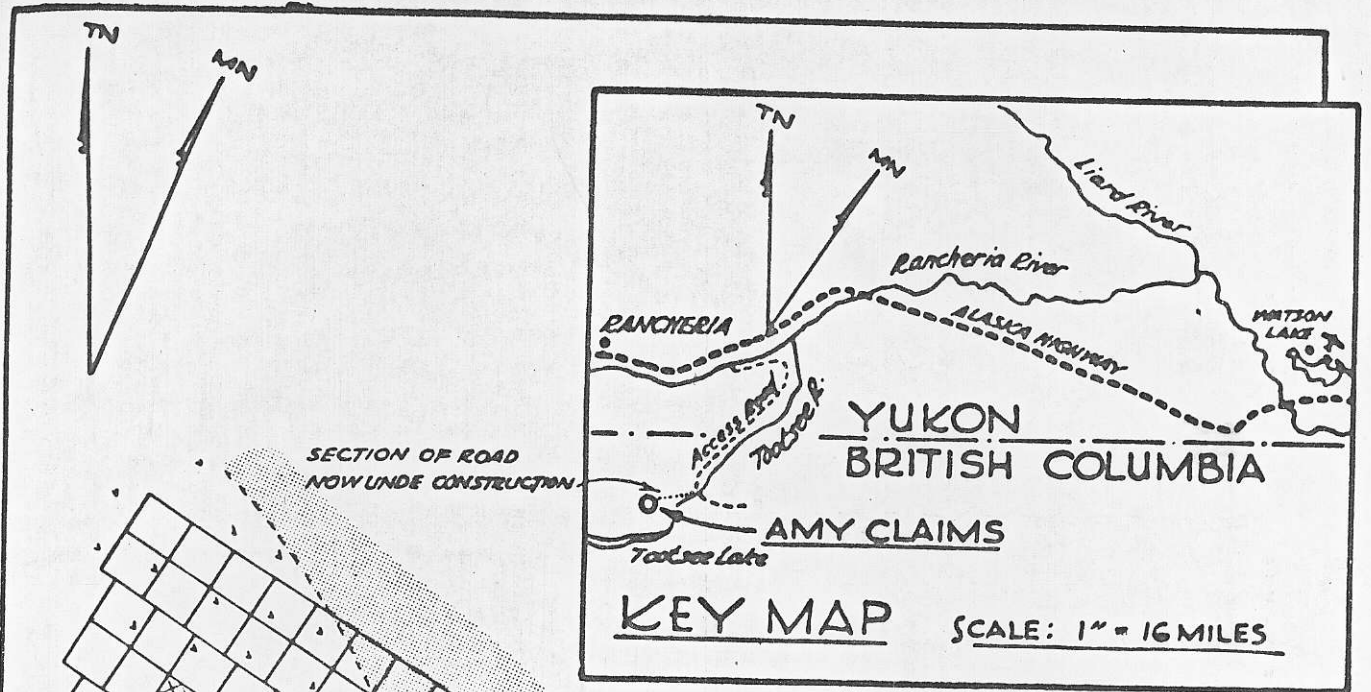 TN
MN
TN
MN
Liard River
Rancheria River
RANCHERIA
ALASKA HIGHWAY
WATSON
LAKE
Access Road
Tootsee R.
YUKON
BRITISH COLUMBIA
SECTION OF ROAD
NOW UNDE CONSTRUCTION
AMY CLAIMS
Tootsee Lake
KEY MAP
SCALE: 1" = 16 MILES